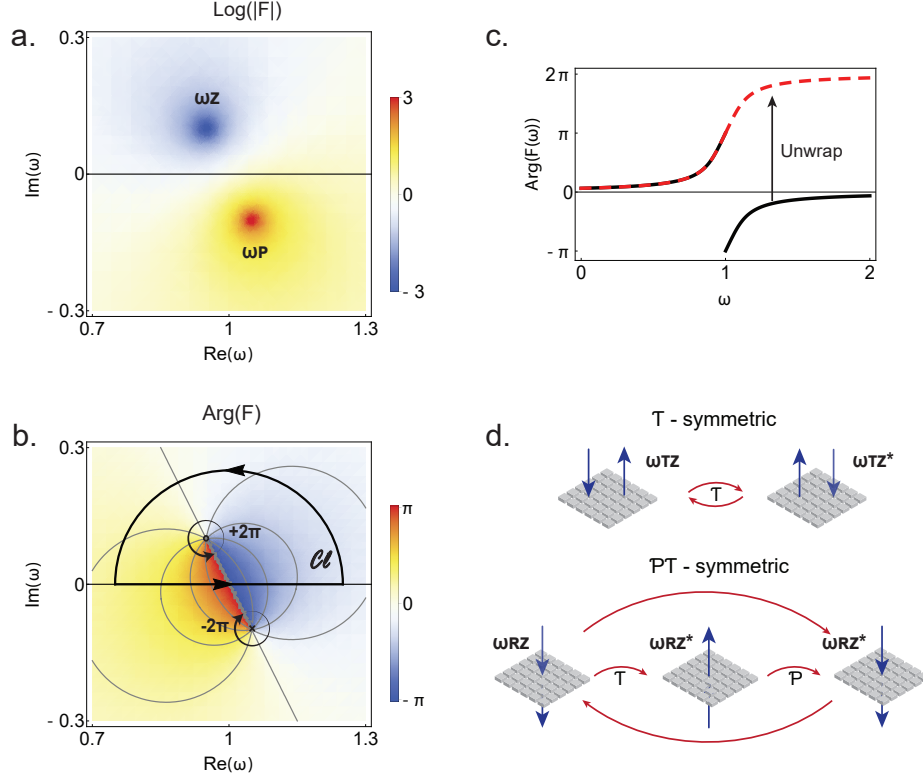 a.
Log(|F|)
0.3
ωZ
Im(ω)
0
ωP
- 0.3
0.7
1
1.3
Re(ω)
3
0
- 3
b.
Arg(F)
0.3
+2π
Cl
Im(ω)
0
-2π
- 0.3
0.7
1
1.3
Re(ω)
π
0
- π
c.
2 π
π
Arg(F(ω))
Unwrap
0
- π
0
1
2
ω
d.
T - symmetric
ωTZ
T
ωTZ*
PT - symmetric
ωRZ
T
ωRZ*
P
ωRZ*